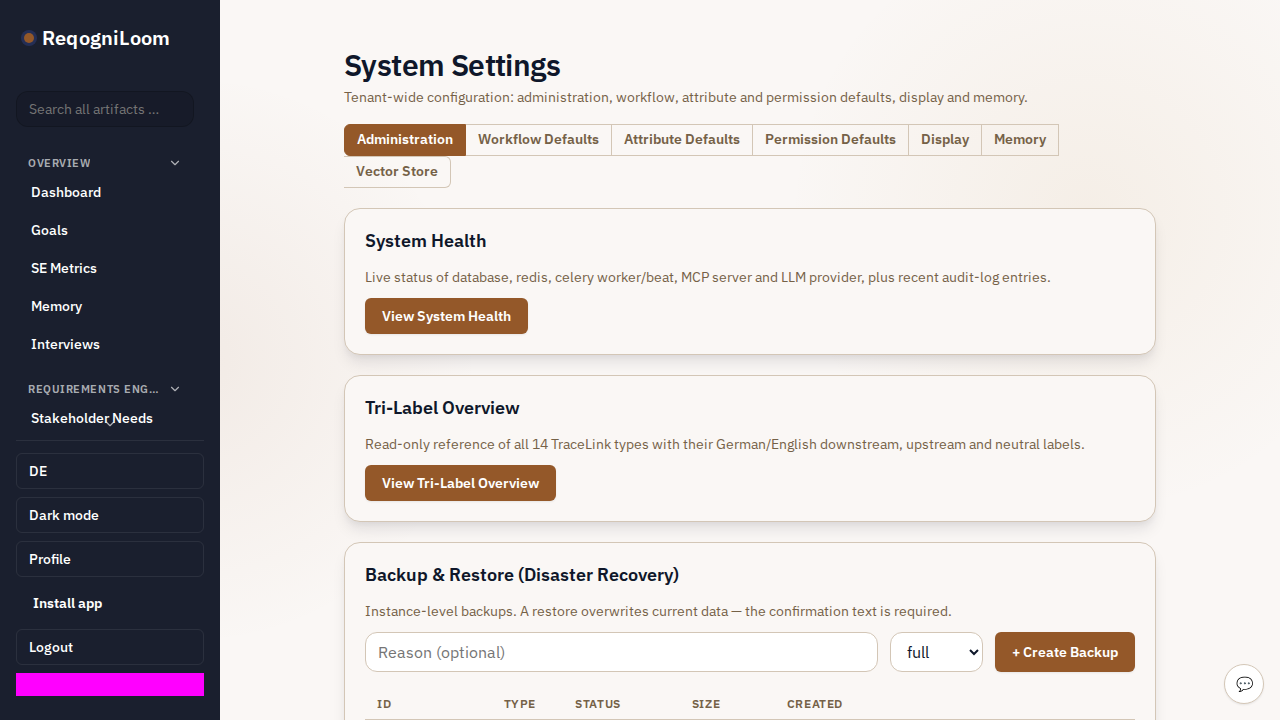 ReqogniLoom
Search all artifacts ...
OVERVIEW
Dashboard
Goals
SE Metrics
Memory
Interviews
REQUIREMENTS ENG...
Stakeholder Needs
DE
Dark mode
Profile
Install app
Logout
System Settings
Tenant-wide configuration: administration, workflow, attribute and permission defaults, display and memory.
Administration Workflow Defaults Attribute Defaults Permission Defaults Display Memory
Vector Store
System Health
Live status of database, redis, celery worker/beat, MCP server and LLM provider, plus recent audit-log entries.
View System Health
Tri-Label Overview
Read-only reference of all 14 TraceLink types with their German/English downstream, upstream and neutral labels.
View Tri-Label Overview
Backup & Restore (Disaster Recovery)
Instance-level backups. A restore overwrites current data — the confirmation text is required.
Reason (optional) full + Create Backup
ID TYPE STATUS SIZE CREATED